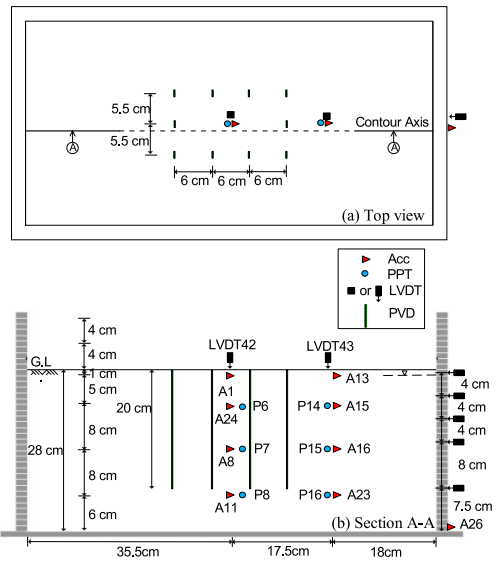 5.5 cm
5.5 cm
Contour Axis
A
A
6 cm
6 cm
6 cm
(a) Top view
Acc
PPT
or
LVDT
PVD
4 cm
4 cm
LVDT42
LVDT43
G.L
1 cm
5 cm
A1
A13
4 cm
20 cm
A24
P6
P14
A15
4 cm
8 cm
28 cm
A8
P7
P15
A16
8 cm
8 cm
A11
P8
P16
A23
7.5 cm
6 cm
(b) Section A-A
A26
35.5cm
17.5cm
18cm